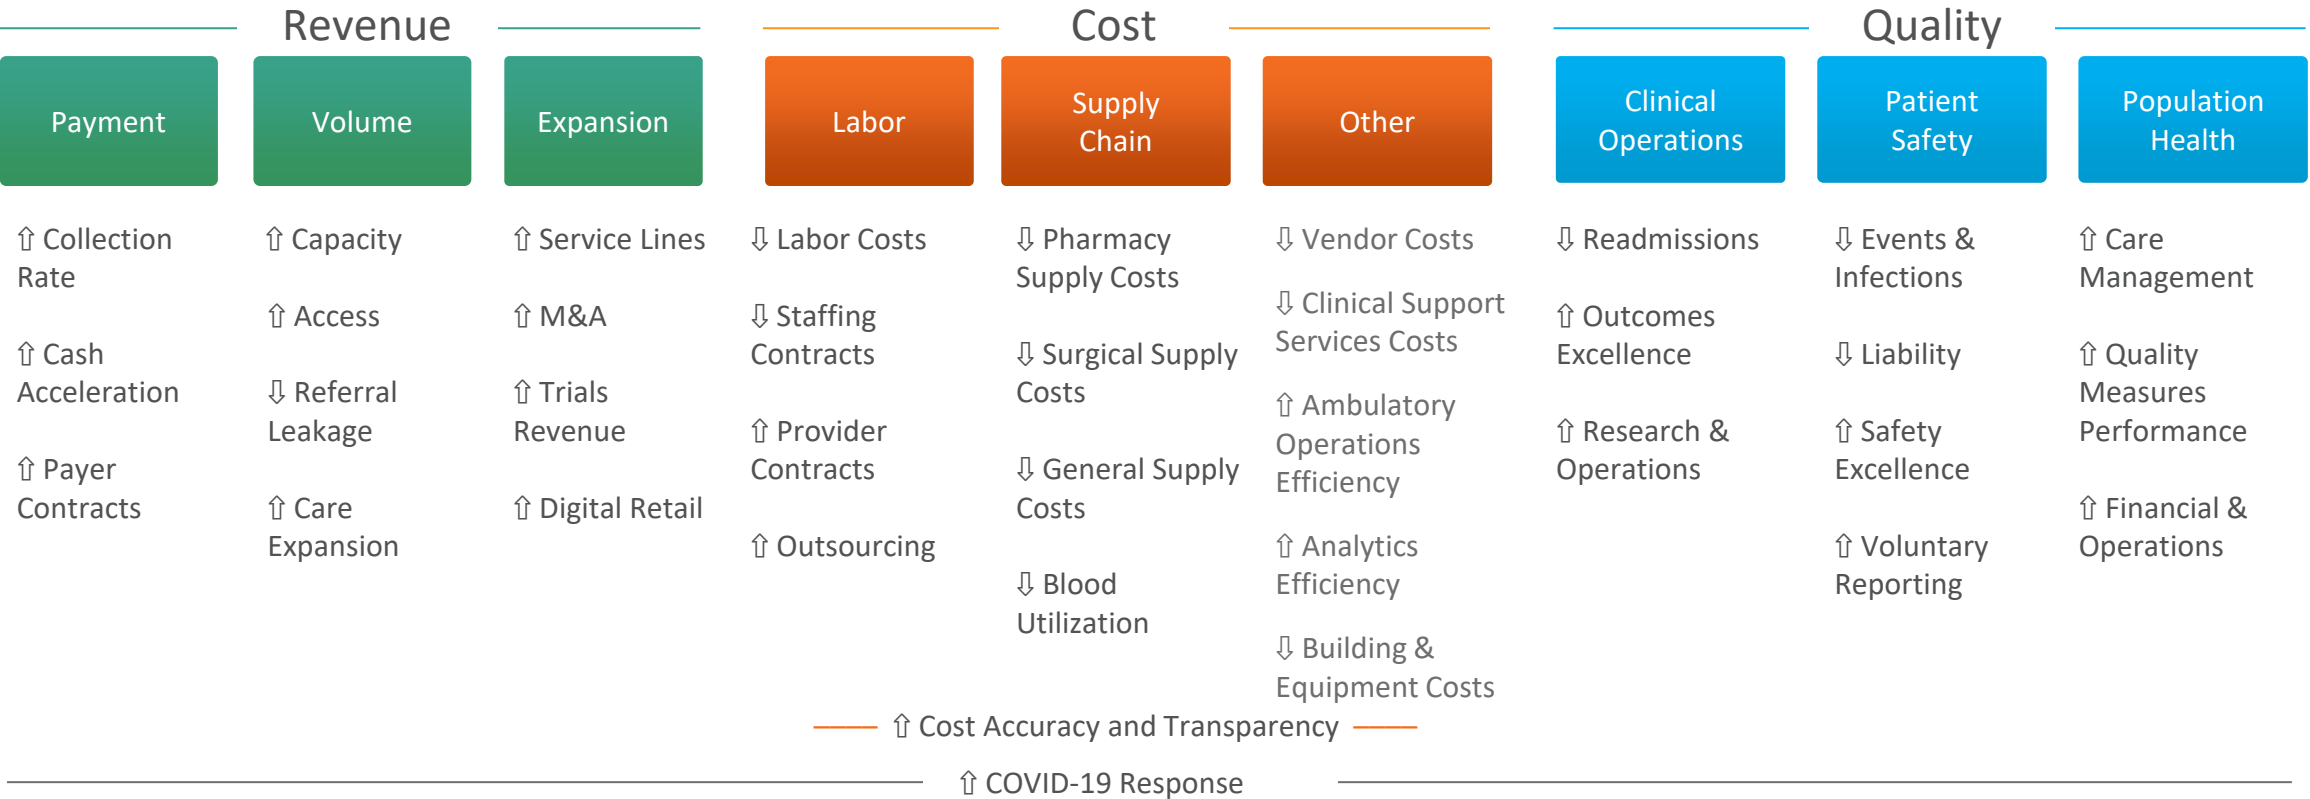 Revenue
Cost
Quality
Payment
Volume
Expansion
Labor
Supply
Chain
Other
Clinical
Operations
Patient
Safety
Population
Health
⇧ Collection
Rate
⇧ Cash
Acceleration
⇧ Payer
Contracts
⇧ Capacity
⇧ Access
⇩ Referral
Leakage
⇧ Care
Expansion
⇧ Service Lines
⇧ M&A
⇧ Trials
Revenue
⇧ Digital Retail
⇩ Labor Costs
⇩ Staffing
Contracts
⇧ Provider
Contracts
⇧ Outsourcing
⇩ Pharmacy
Supply Costs
⇩ Surgical Supply
Costs
⇩ General Supply
Costs
⇩ Blood
Utilization
⇩ Vendor Costs
⇩ Clinical Support
Services Costs
⇧ Ambulatory
Operations
Efficiency
⇧ Analytics
Efficiency
⇩ Building &
Equipment Costs
⇩ Readmissions
⇧ Outcomes
Excellence
⇧ Research &
Operations
⇩ Events &
Infections
⇩ Liability
⇧ Safety
Excellence
⇧ Voluntary
Reporting
⇧ Care
Management
⇧ Quality
Measures
Performance
⇧ Financial &
Operations
⇧ Cost Accuracy and Transparency
⇧ COVID-19 Response